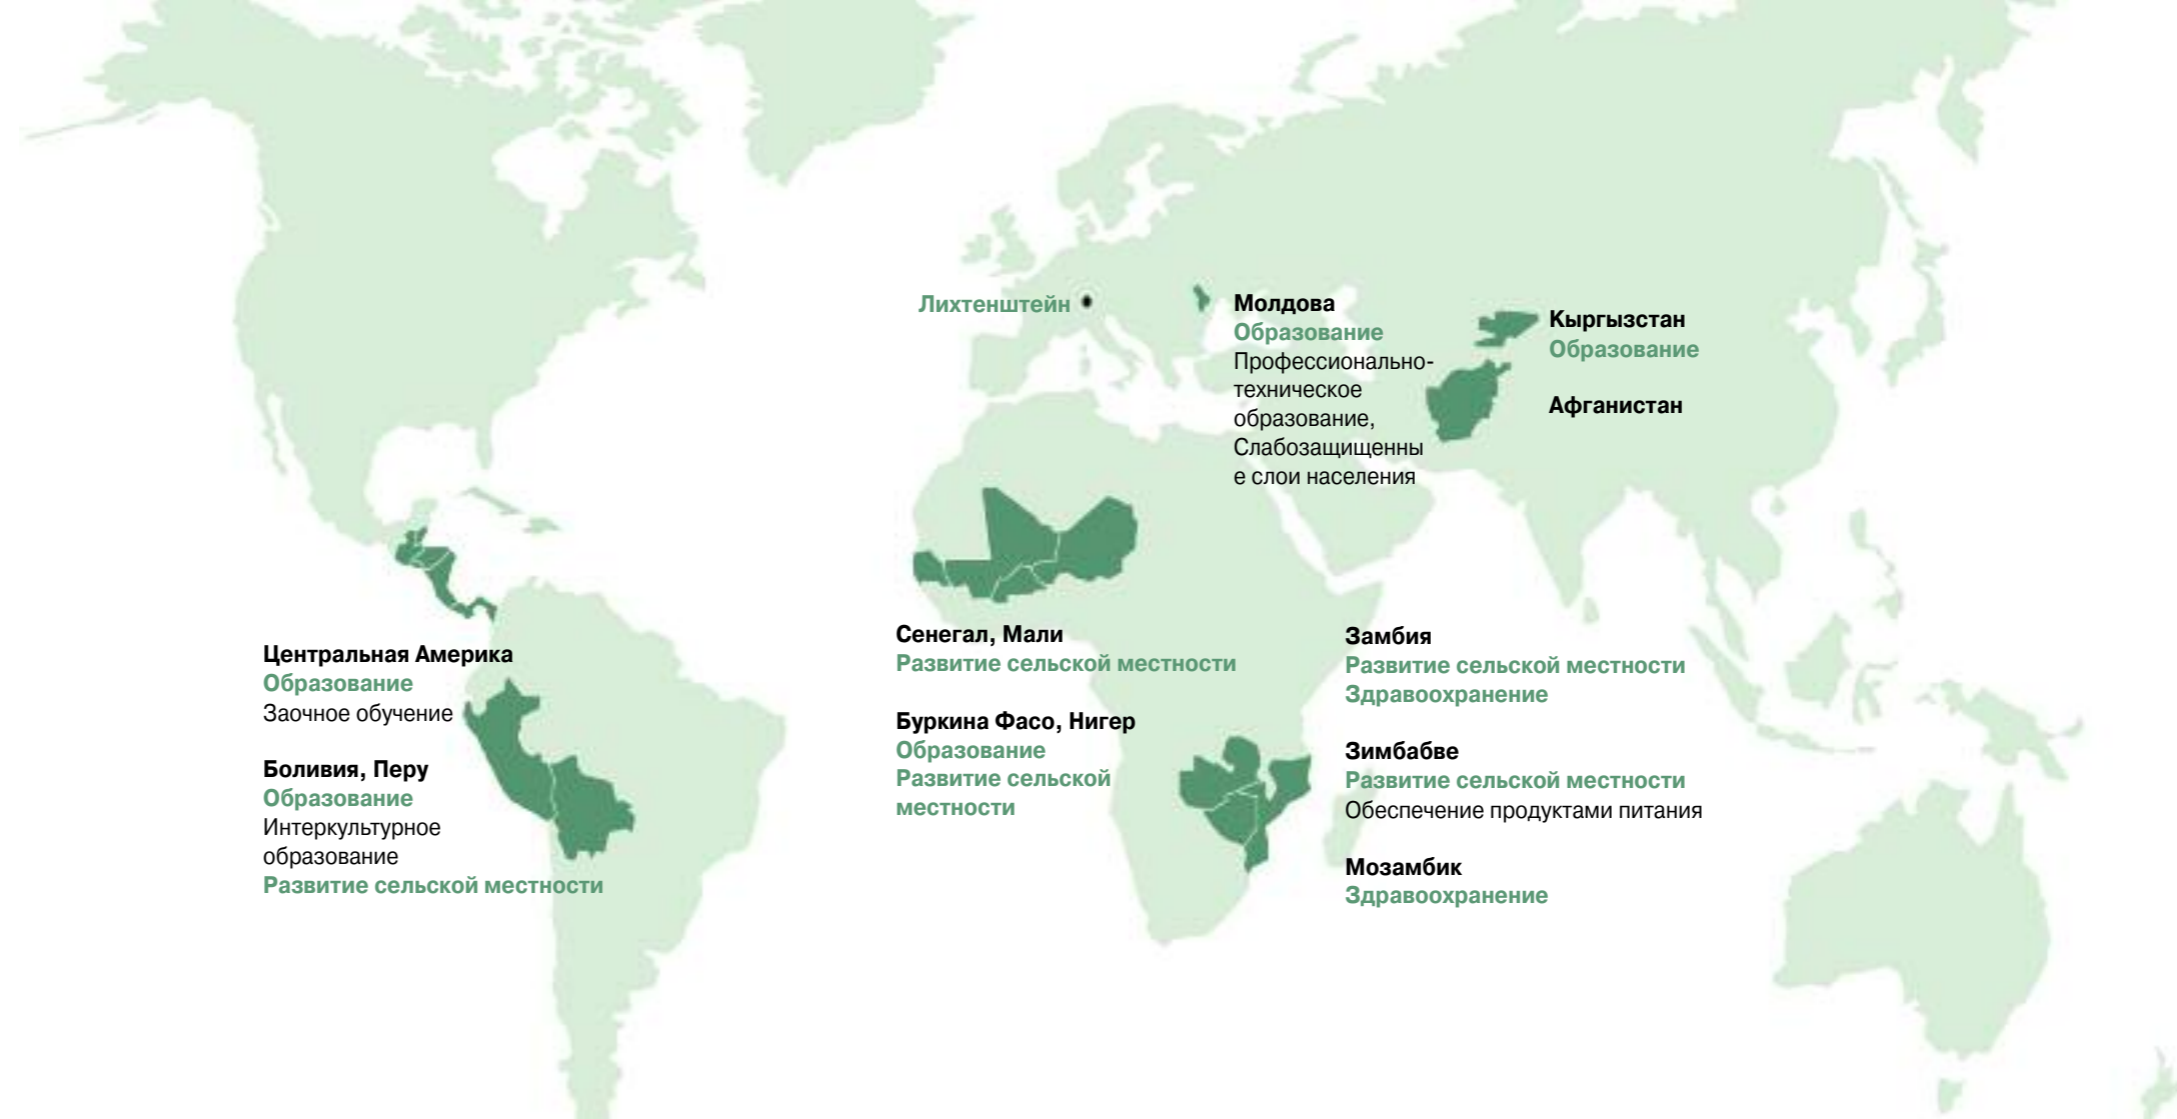 Лихтенштейн
Молдова
Образование
Профессионально-
техническое
образование,
Слабозащищенны
е слои населения
Кыргызстан
Образование
Афганистан
Центральная Америка
Образование
Заочное обучение
Боливия, Перу
Образование
Интеркультурное
образование
Развитие сельской местности
Сенегал, Мали
Развитие сельской местности
Буркина Фасо, Нигер
Образование
Развитие сельской
местности
Замбия
Развитие сельской местности
Здравоохранение
Зимбабве
Развитие сельской местности
Обеспечение продуктами питания
Мозамбик
Здравоохранение